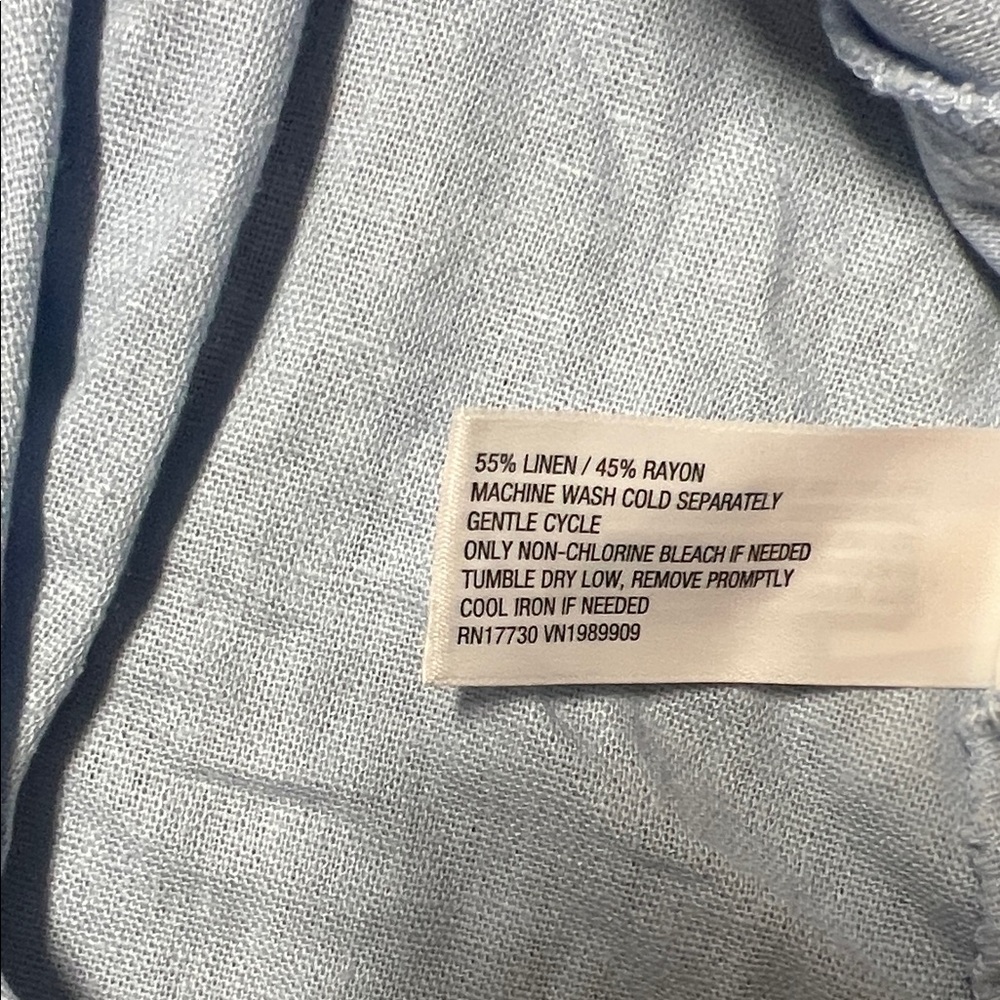 55% LINEN / 45% RAYON
MACHINE WASH COLD SEPARATELY
GENTLE CYCLE
ONLY NON-CHLORINE BLEACH IF NEEDED
TUMBLE DRY LOW, REMOVE PROMPTLY
COOL IRON IF NEEDED
RN17730 VN1989909